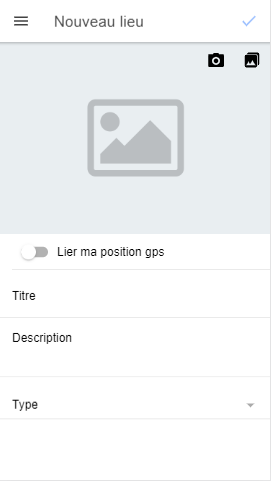 Nouveau lieu
Lier ma position gps
Titre
Description
Type